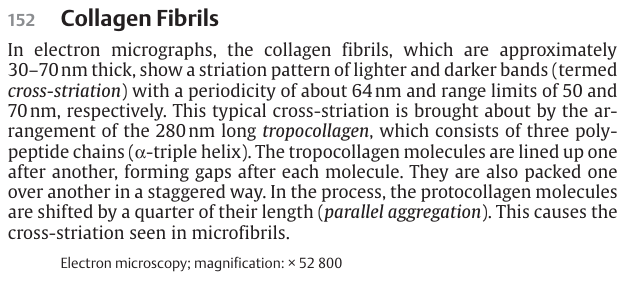 152 Collagen Fibrils
In electron micrographs, the collagen fibrils, which are approximately
30–70 nm thick, show a striation pattern of lighter and darker bands (termed
cross-striation) with a periodicity of about 64 nm and range limits of 50 and
70 nm, respectively. This typical cross-striation is brought about by the ar-
rangement of the 280 nm long tropocollagen, which consists of three poly-
peptide chains (α-triple helix). The tropocollagen molecules are lined up one
after another, forming gaps after each molecule. They are also packed one
over another in a staggered way. In the process, the protocollagen molecules
are shifted by a quarter of their length (parallel aggregation). This causes the
cross-striation seen in microfibrils.
Electron microscopy; magnification: × 52 800